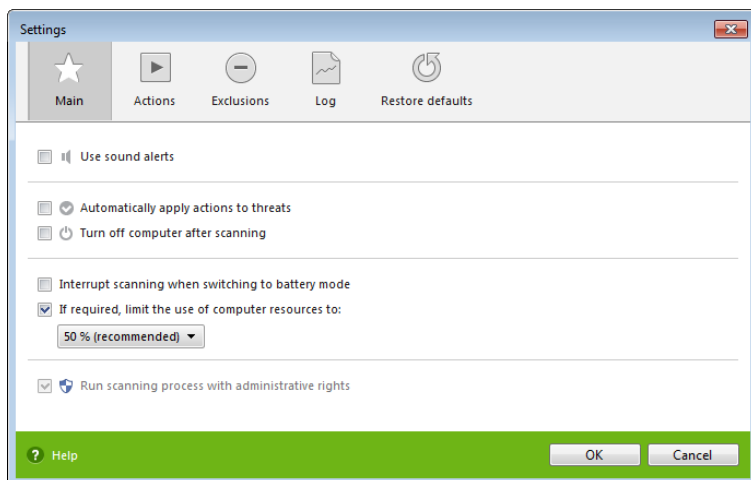 Settings
Main Actions Exclusions Log Restore defaults
Use sound alerts
Automatically apply actions to threats
Turn off computer after scanning
Interrupt scanning when switching to battery mode
If required, limit the use of computer resources to:
50 % (recommended)
Run scanning process with administrative rights
? Help OK Cancel